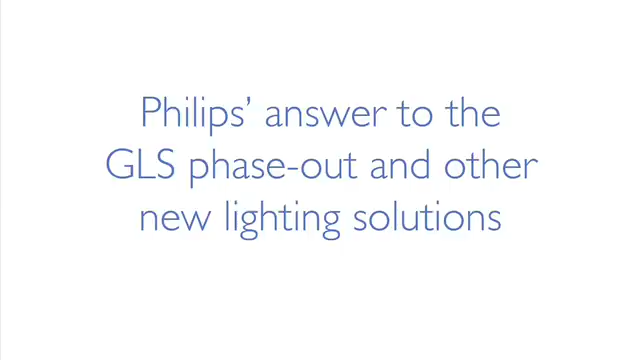 Philips’ answer to the
GLS phase-out and other
new lighting solutions